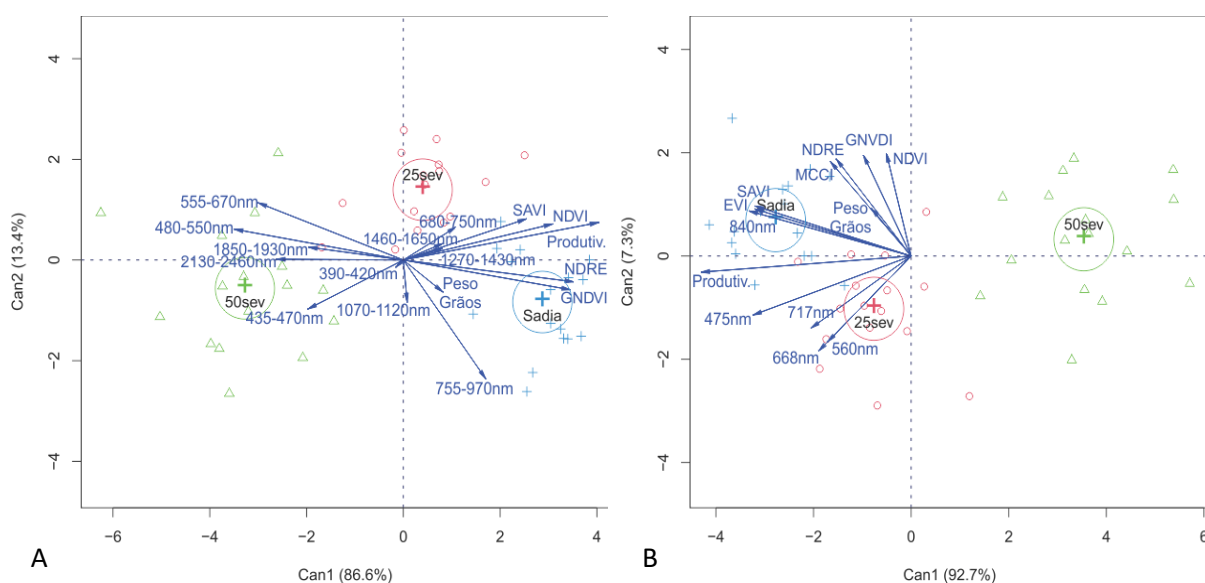 4
2
0
−2
−4
Can2 (13.4%)
25sev
555-670nm
680-750nm
SAVI
NDVI
480-550nm
1460-1650nm
Produtiv.
1850-1930nm
1270-1430nm
2130-2460nm
390-420nm
NDRE
Peso
Grãos
GNDVI
50sev
1070-1120nm
Sadia
435-470nm
755-970nm
−6 −4 −2 0 2 4
A
Can1 (86.6%)
4
2
0
−2
−4
Can2 (7.3%)
GNVDI
NDRE
NDVI
MCCI
SAVI
EVI
Sadia
Peso
Grãos
840nm
50sev
Produtiv.
475nm
717nm
25sev
560nm
668nm
−4 −2 0 2 4 6
B
Can1 (92.7%)